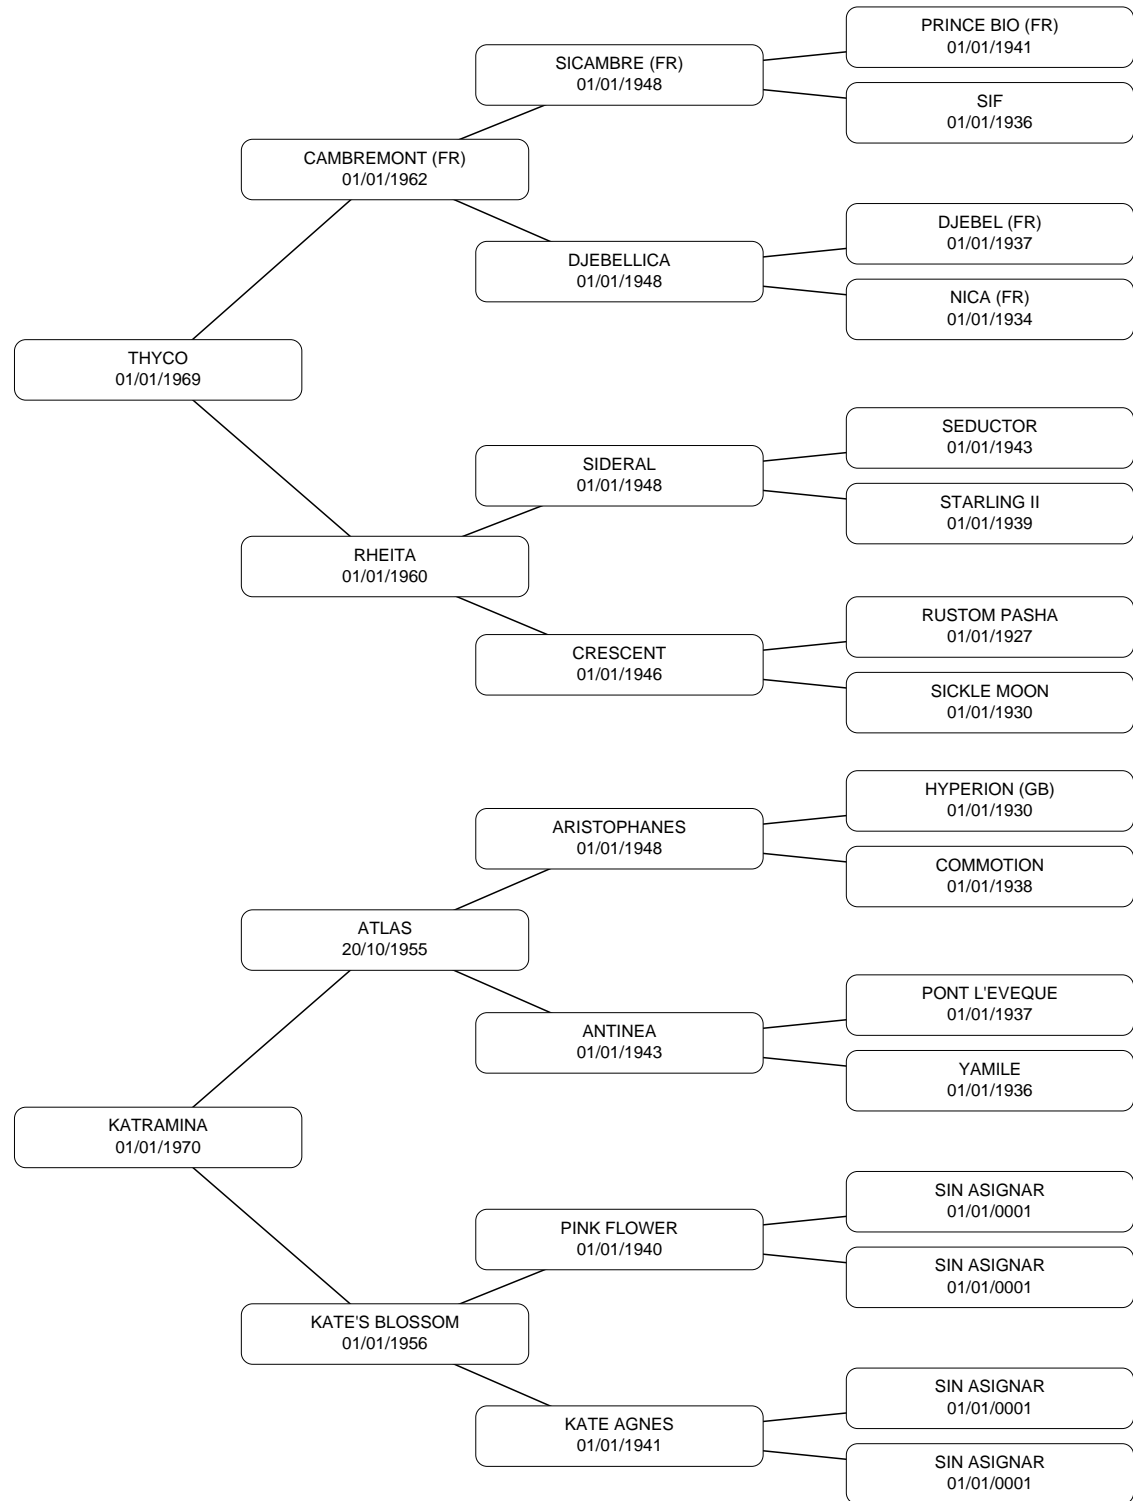 PRINCE BIO (FR)
01/01/1941
SICAMBRE (FR)
01/01/1948
SIF
01/01/1936
CAMBREMONT (FR)
01/01/1962
DJEBEL (FR)
01/01/1937
DJEBELLICA
01/01/1948
NICA (FR)
01/01/1934
THYCO
01/01/1969
SEDUCTOR
01/01/1943
SIDERAL
01/01/1948
STARLING II
01/01/1939
RHEITA
01/01/1960
RUSTOM PASHA
01/01/1927
CRESCENT
01/01/1946
SICKLE MOON
01/01/1930
HYPERION (GB)
01/01/1930
ARISTOPHANES
01/01/1948
COMMOTION
01/01/1938
ATLAS
20/10/1955
PONT L'EVEQUE
01/01/1937
ANTINEA
01/01/1943
YAMILE
01/01/1936
KATRAMINA
01/01/1970
SIN ASIGNAR
01/01/0001
PINK FLOWER
01/01/1940
SIN ASIGNAR
01/01/0001
KATE'S BLOSSOM
01/01/1956
SIN ASIGNAR
01/01/0001
KATE AGNES
01/01/1941
SIN ASIGNAR
01/01/0001